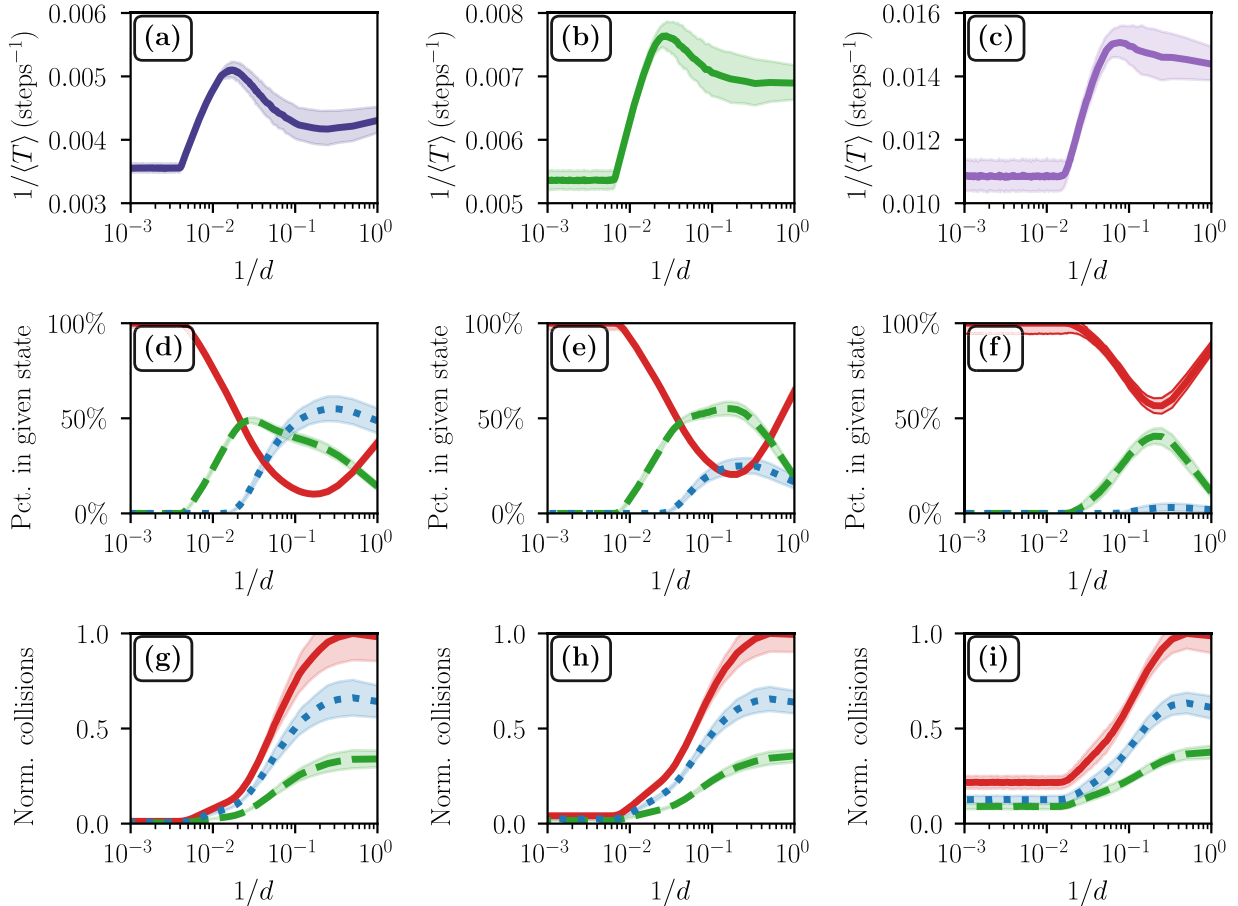 (a)
1/⟨T⟩ (steps⁻¹)
0.006
0.005
0.004
0.003
10⁻³ 10⁻² 10⁻¹ 10⁰
1/d
(b)
1/⟨T⟩ (steps⁻¹)
0.008
0.007
0.006
0.005
10⁻³ 10⁻² 10⁻¹ 10⁰
1/d
(c)
1/⟨T⟩ (steps⁻¹)
0.016
0.014
0.011
0.010
10⁻³ 10⁻² 10⁻¹ 10⁰
1/d
(d)
Pct. in given state
100%
50%
0%
10⁻³ 10⁻² 10⁻¹ 10⁰
1/d
(e)
Pct. in given state
100%
50%
0%
10⁻³ 10⁻² 10⁻¹ 10⁰
1/d
(f)
Pct. in given state
100%
50%
0%
10⁻³ 10⁻² 10⁻¹ 10⁰
1/d
(g)
Norm. collisions
1.0
0.5
0.0
10⁻³ 10⁻² 10⁻¹ 10⁰
1/d
(h)
Norm. collisions
1.0
0.5
0.0
10⁻³ 10⁻² 10⁻¹ 10⁰
1/d
(i)
Norm. collisions
1.0
0.5
0.0
10⁻³ 10⁻² 10⁻¹ 10⁰
1/d